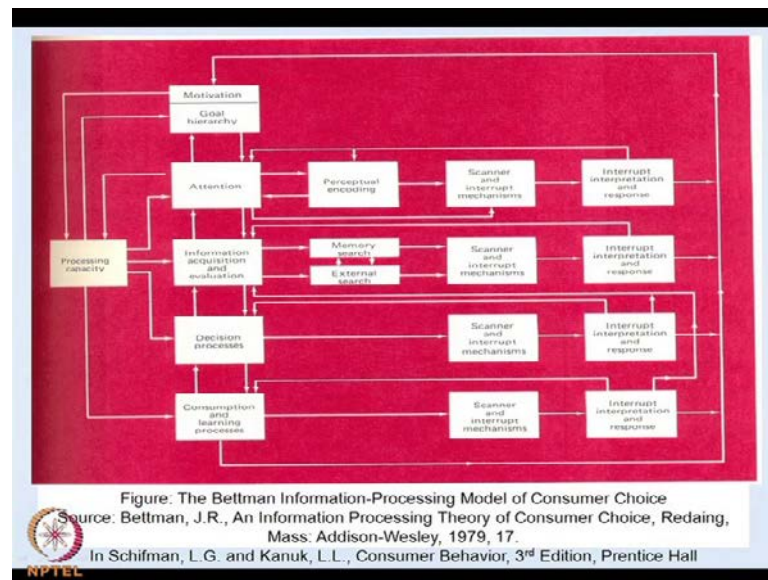 Motivation
Goal
hierarchy
Attention
Perceptual
encoding
Scanner
and
interrupt
mechanisms
Interrupt
interpretation
and
response
Processing
capacity
Information
acquisition
and
evaluation
Memory
search
External
search
Scanner
and
interrupt
mechanisms
Interrupt
interpretation
and
response
Decision
processes
Scanner
and
interrupt
mechanisms
Interrupt
interpretation
and
response
Consumption
and
learning
processes
Scanner
and
interrupt
mechanisms
Interrupt
interpretation
and
response
Figure: The Bettman Information-Processing Model of Consumer Choice
Source: Bettman, J.R., An Information Processing Theory of Consumer Choice, Redaing,
Mass: Addison-Wesley, 1979, 17.
In Schifman, L.G. and Kanuk, L.L., Consumer Behavior, 3rd Edition, Prentice Hall
NPTEL